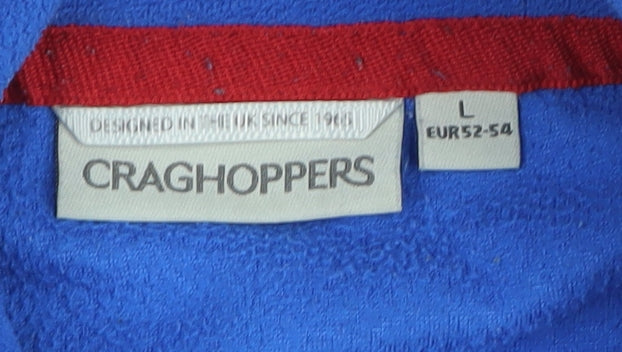 DESIGNED IN THE UK SINCE 1965
CRAGHOPPERS
L
EUR 52-54